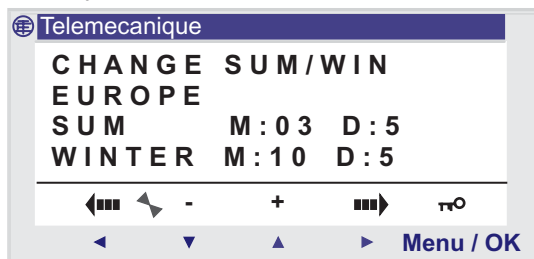 Telemecanique
CHANGE SUM/WIN
EUROPE
SUM M:03 D:5
WINTER M:10 D:5
- +
Menu / OK